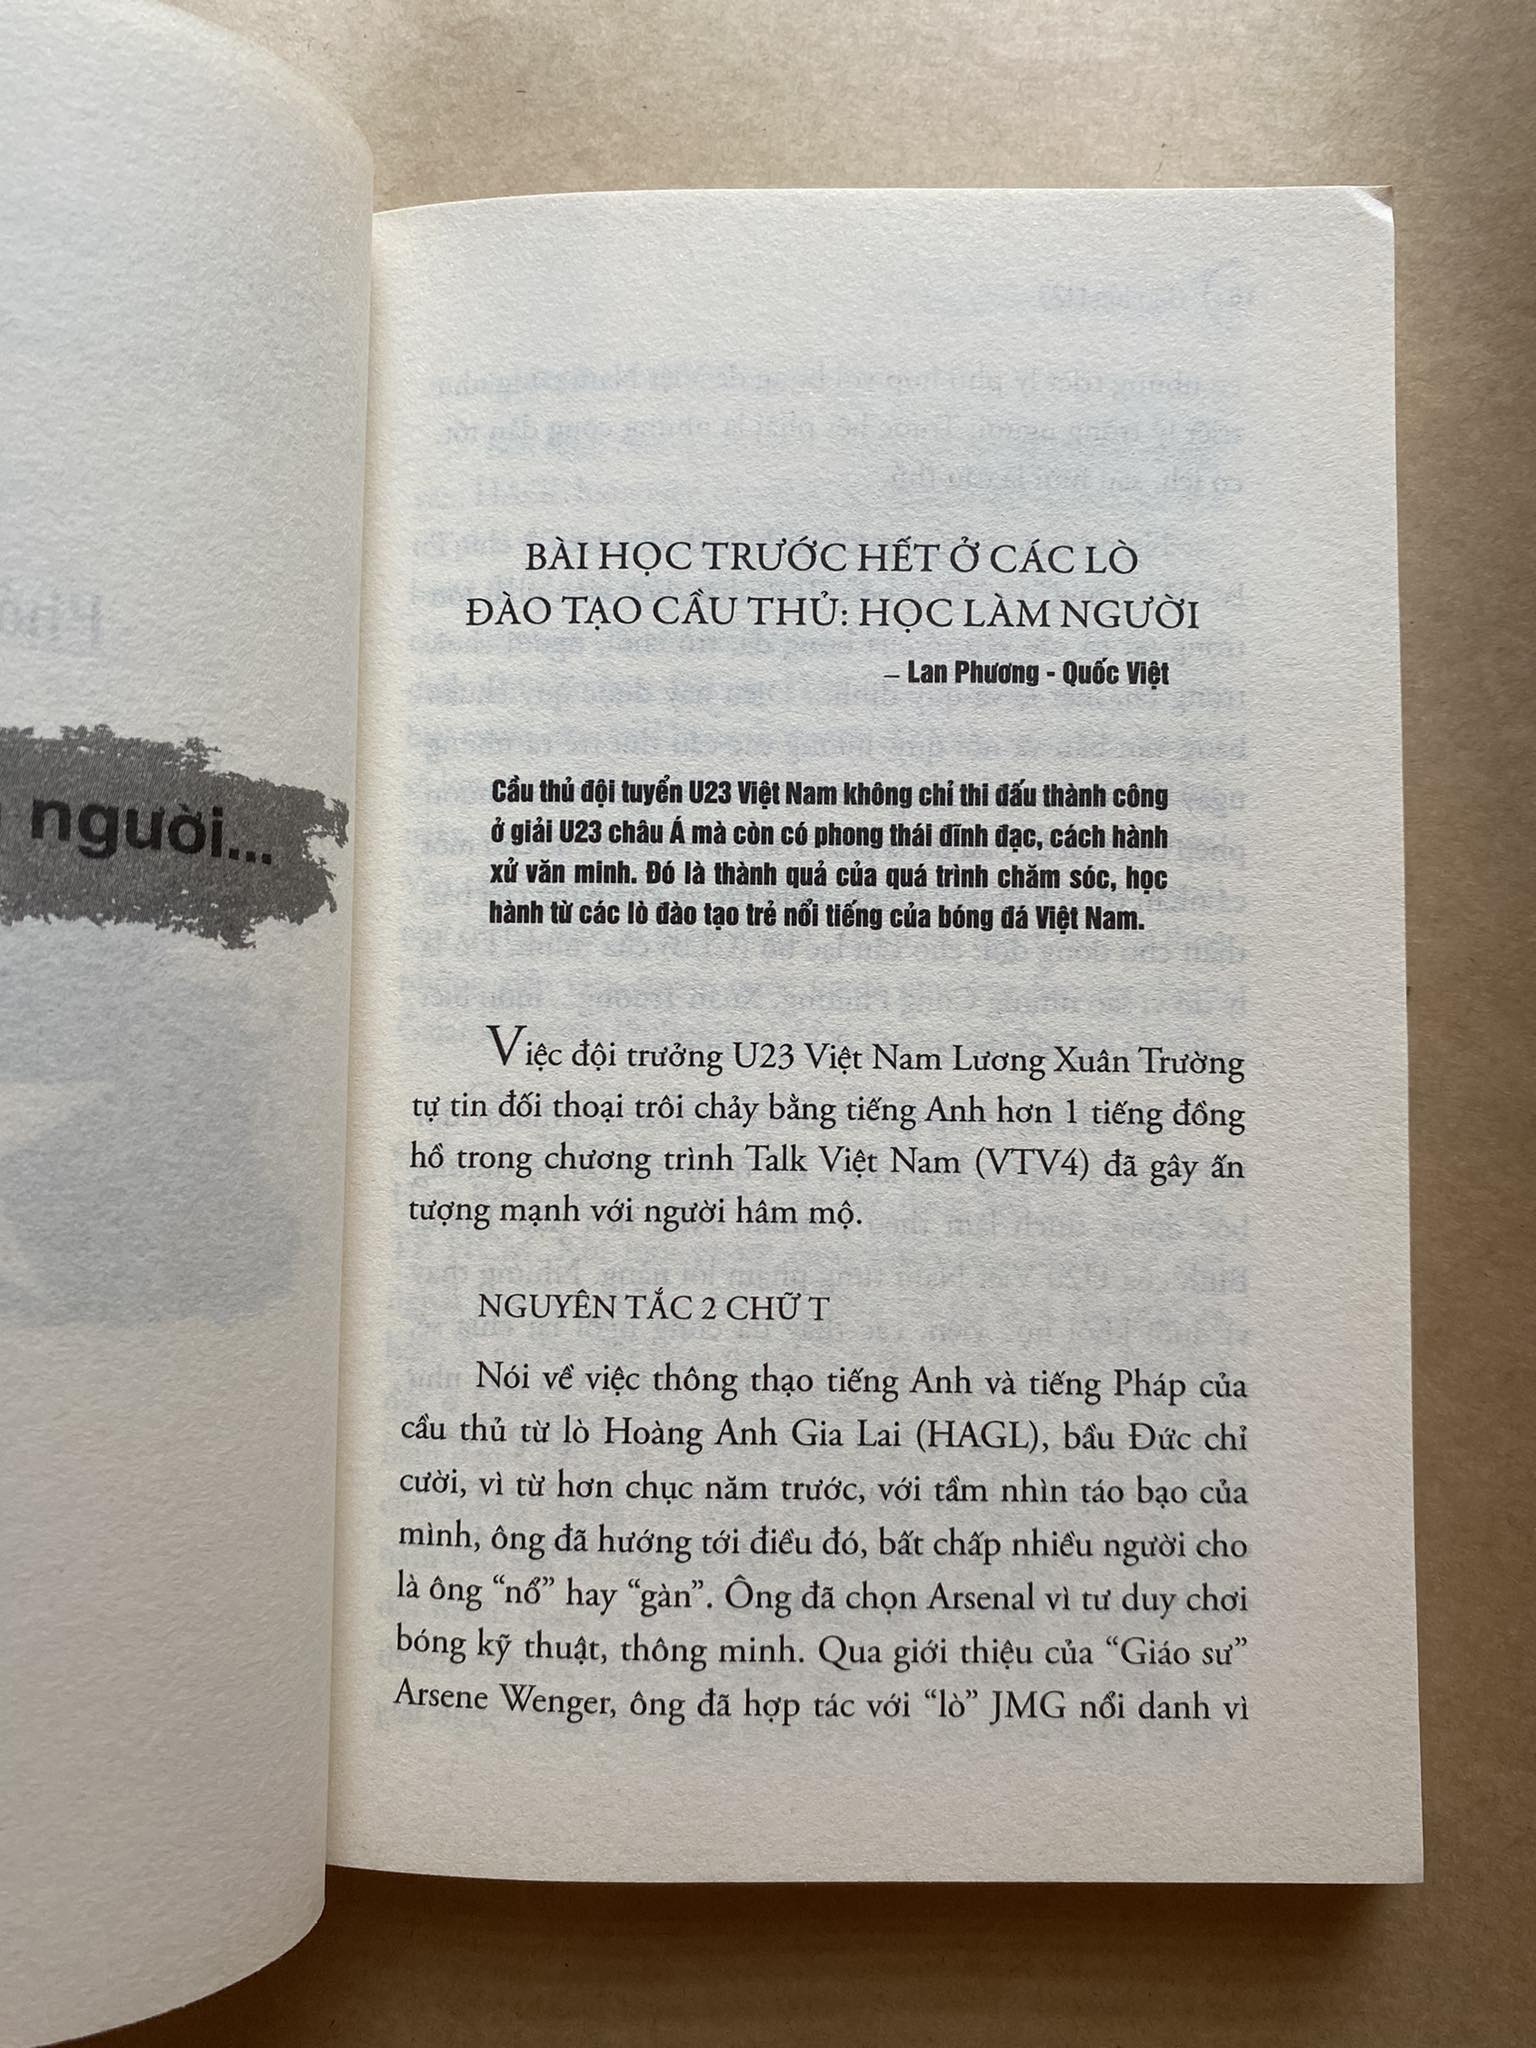 người...
BÀI HỌC TRƯỚC HẾT Ở CÁC LÒ
ĐÀO TẠO CẦU THỦ: HỌC LÀM NGƯỜI
– Lan Phương - Quốc Việt
Cầu thủ đội tuyển U23 Việt Nam không chỉ thi đấu thành công
ở giải U23 châu Á mà còn có phong thái đĩnh đạc, cách hành
xử văn minh. Đó là thành quả của quá trình chăm sóc, học
hành từ các lò đào tạo trẻ nổi tiếng của bóng đá Việt Nam.
Việc đội trưởng U23 Việt Nam Lương Xuân Trường
tự tin đối thoại trôi chảy bằng tiếng Anh hơn 1 tiếng đồng
hồ trong chương trình Talk Việt Nam (VTV4) đã gây ấn
tượng mạnh với người hâm mộ.
NGUYÊN TẮC 2 CHỮ T
Nói về việc thông thạo tiếng Anh và tiếng Pháp của
cầu thủ từ lò Hoàng Anh Gia Lai (HAGL), bầu Đức chỉ
cười, vì từ hơn chục năm trước, với tầm nhìn táo bạo của
mình, ông đã hướng tới điều đó, bất chấp nhiều người cho
là ông “nổ” hay “gàn”. Ông đã chọn Arsenal vì tư duy chơi
bóng kỹ thuật, thông minh. Qua giới thiệu của “Giáo sư”
Arsene Wenger, ông đã hợp tác với “lò” JMG nổi danh vì